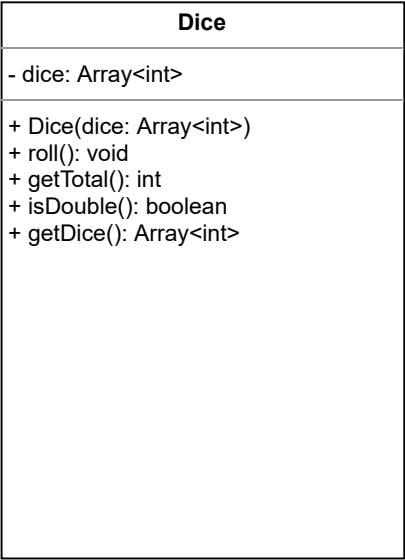 Dice
- dice: Array<int>
+ Dice(dice: Array<int>)
+ roll(): void
+ getTotal(): int
+ isDouble(): boolean
+ getDice(): Array<int>